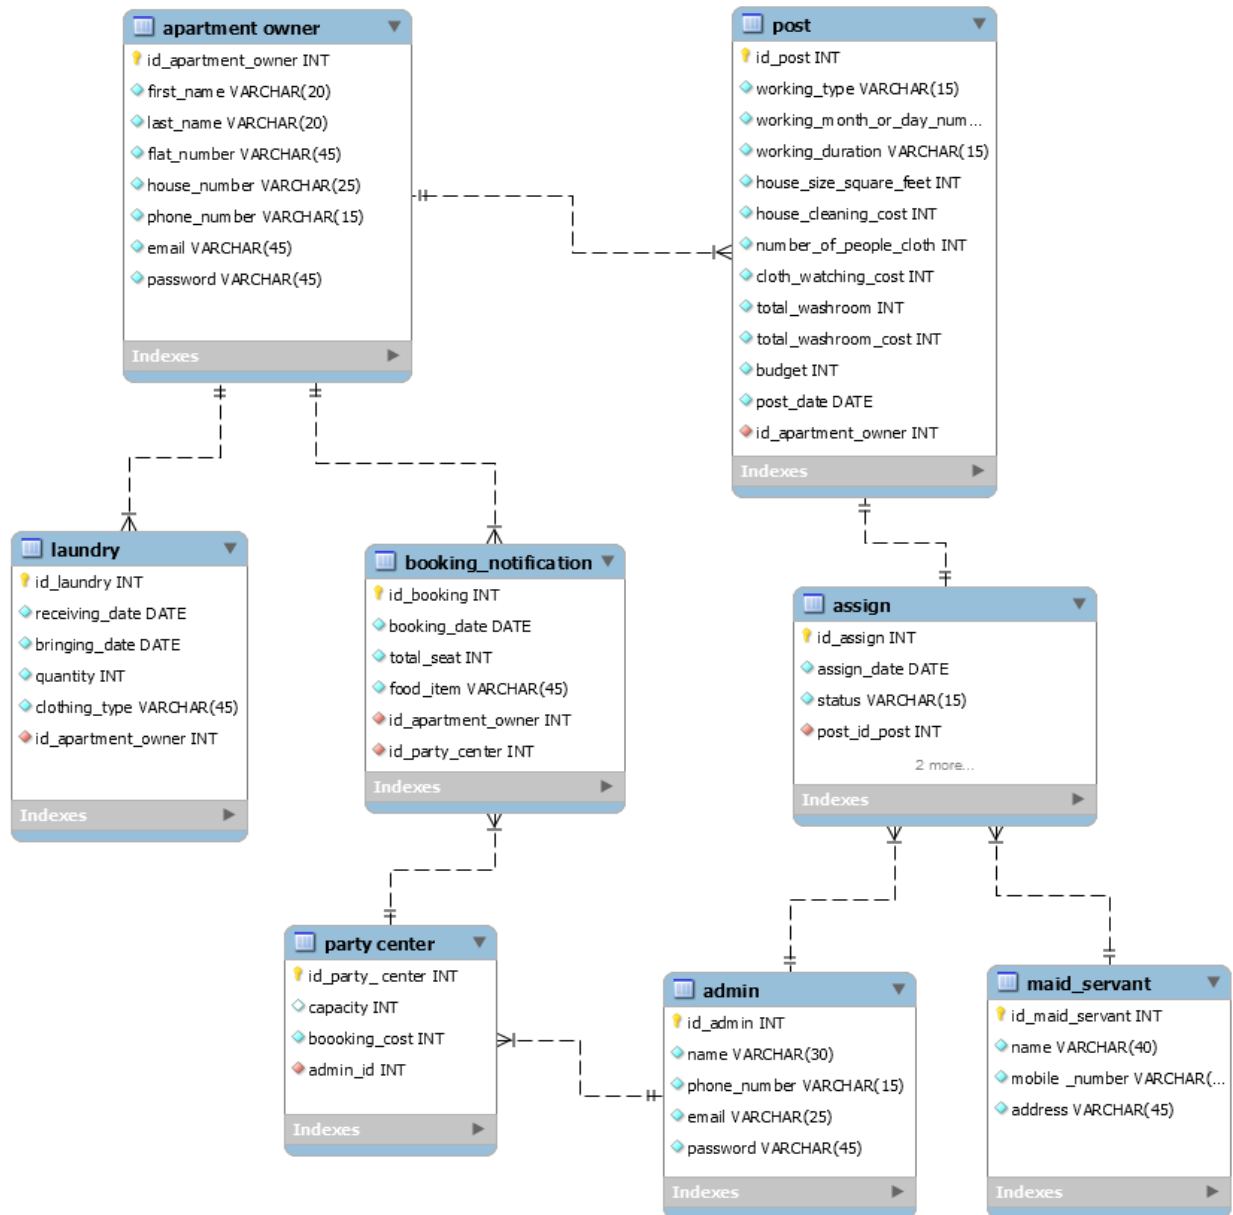 apartment owner
id_apartment_owner INT
first_name VARCHAR(20)
last_name VARCHAR(20)
flat_number VARCHAR(45)
house_number VARCHAR(25)
phone_number VARCHAR(15)
email VARCHAR(45)
password VARCHAR(45)
Indexes
post
id_post INT
working_type VARCHAR(15)
working_month_or_day_num...
working_duration VARCHAR(15)
house_size_square_feet INT
house_cleaning_cost INT
number_of_people_cloth INT
cloth_watching_cost INT
total_washroom INT
total_washroom_cost INT
budget INT
post_date DATE
id_apartment_owner INT
Indexes
laundry
id_laundry INT
receiving_date DATE
bringing_date DATE
quantity INT
clothing_type VARCHAR(45)
id_apartment_owner INT
Indexes
booking_notification
id_booking INT
booking_date DATE
total_seat INT
food_item VARCHAR(45)
id_apartment_owner INT
id_party_center INT
Indexes
assign
id_assign INT
assign_date DATE
status VARCHAR(15)
post_id_post INT
2 more...
Indexes
party center
id_party_ center INT
capacity INT
boooking_cost INT
admin_id INT
Indexes
admin
id_admin INT
name VARCHAR(30)
phone_number VARCHAR(15)
email VARCHAR(25)
password VARCHAR(45)
Indexes
maid_servant
id_maid_servant INT
name VARCHAR(40)
mobile _number VARCHAR(...
address VARCHAR(45)
Indexes